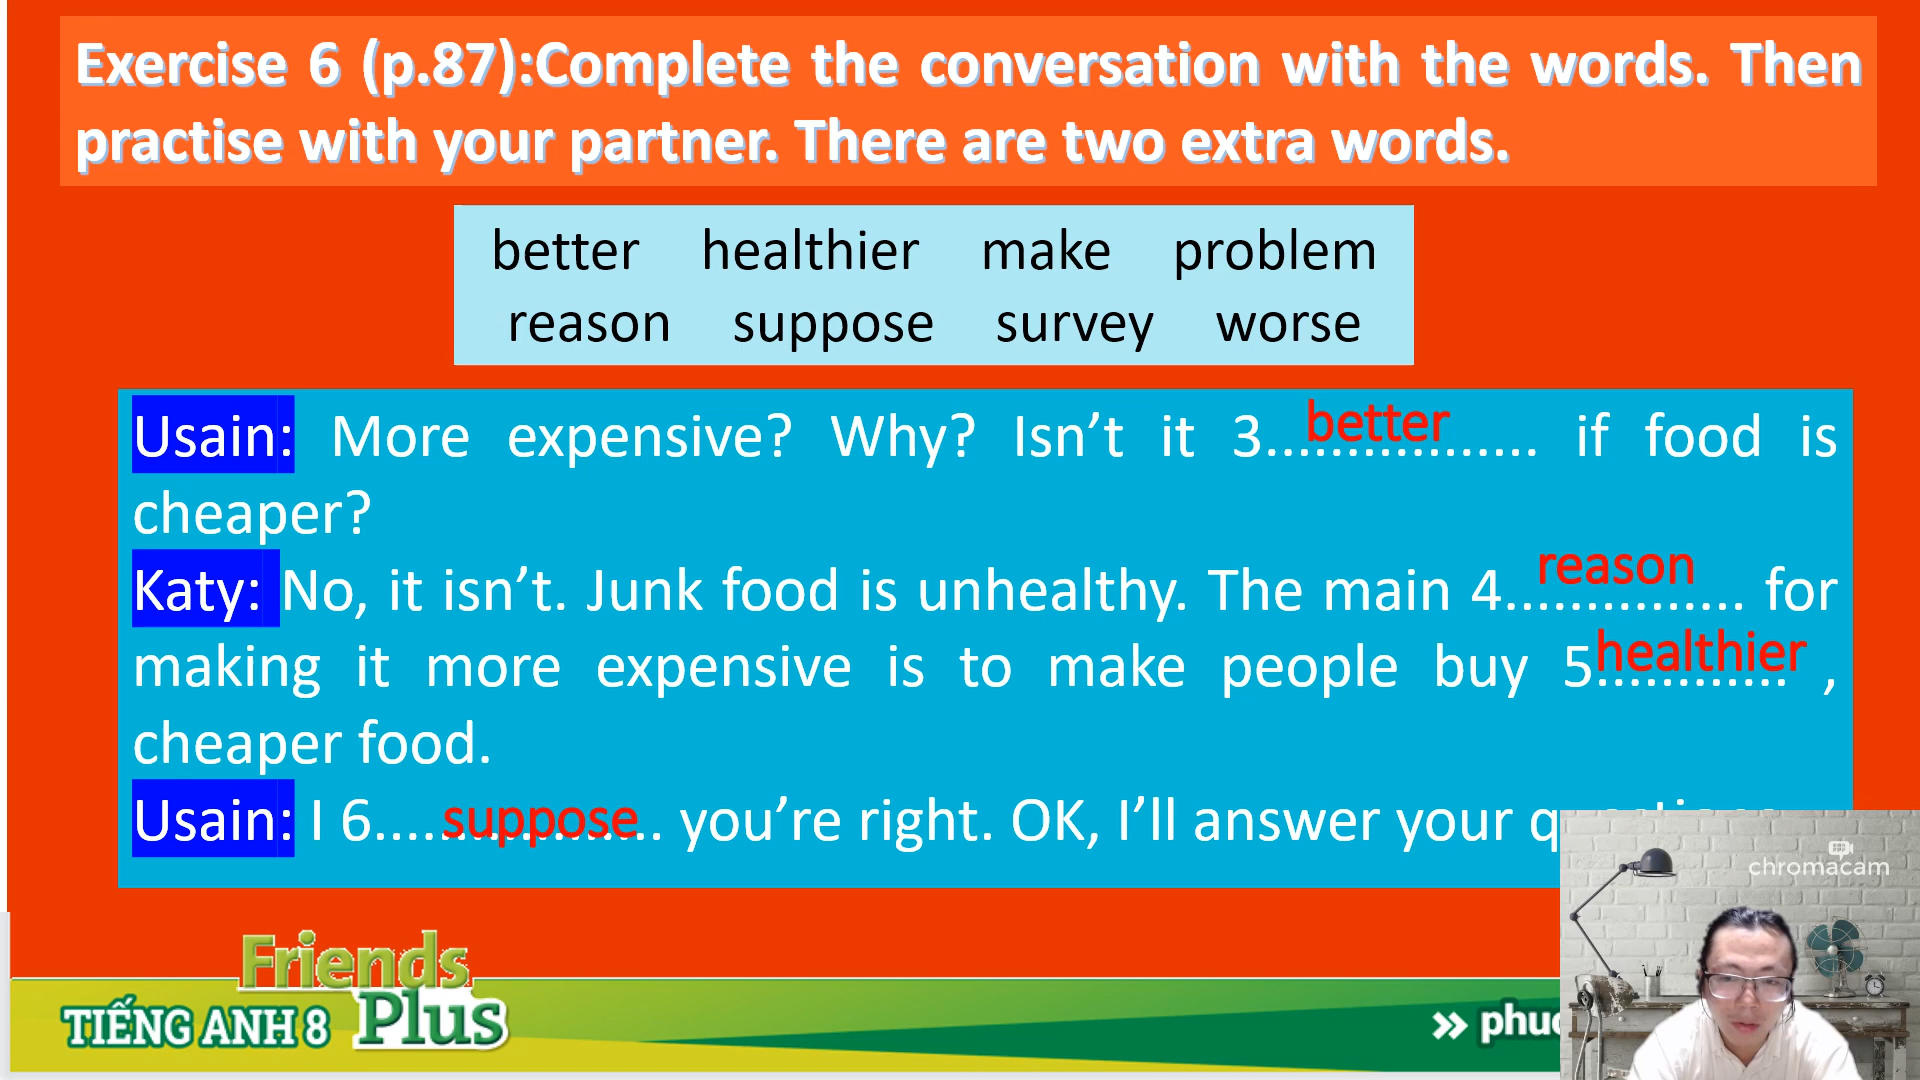 Exercise 6 (p.87):Complete the conversation with the words. Then
practise with your partner. There are two extra words.
better healthier make problem
reason suppose survey worse
Usain: More expensive? Why? Isn’t it 3.................. if food is
better
cheaper?
Katy: No, it isn’t. Junk food is unhealthy. The main 4............... for
reason
making it more expensive is to make people buy 5............ ,
healthier
cheaper food.
Usain: I 6.................. you’re right. OK, I’ll answer your
suppose
chromacam
Friends
Plus
TIẾNG ANH 8